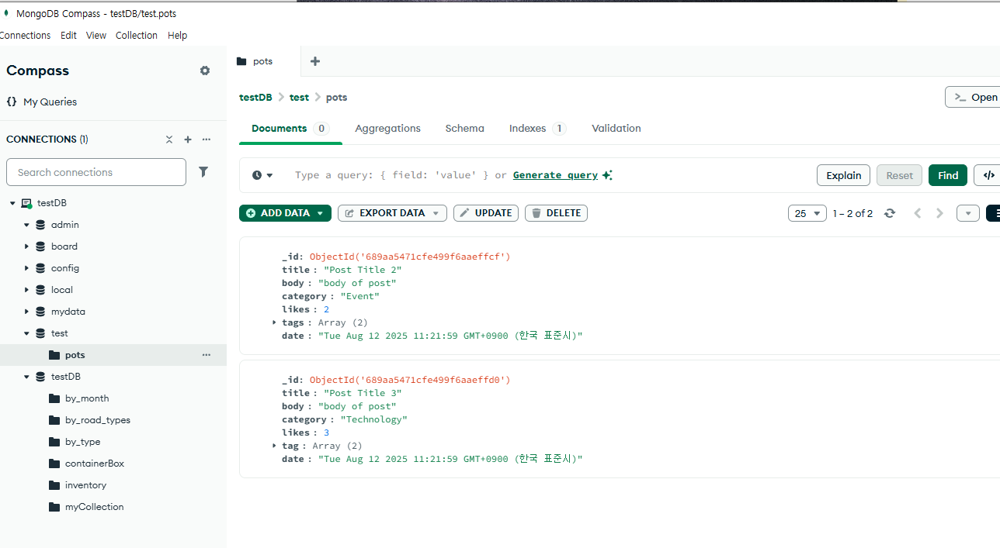 MongoDB Compass - testDB/test.pots
Connections Edit View Collection Help
Compass
{} My Queries
CONNECTIONS (1)
Search connections
testDB
admin
board
config
local
mydata
test
pots
testDB
by_month
by_road_types
by_type
containerBox
inventory
myCollection
pots
testDB > test > pots
>_ Open
Documents 0 Aggregations Schema Indexes 1 Validation
Type a query: { field: 'value' } or Generate query
Explain Reset Find </>
ADD DATA EXPORT DATA UPDATE DELETE
25 1 – 2 of 2
_id: ObjectId('689aa5471cfe499f6aaeffcf')
title : "Post Title 2"
body : "body of post"
category : "Event"
likes : 2
tags : Array (2)
date : "Tue Aug 12 2025 11:21:59 GMT+0900 (한국 표준시)"
_id: ObjectId('689aa5471cfe499f6aaeffd0')
title : "Post Title 3"
body : "body of post"
category : "Technology"
likes : 3
tag : Array (2)
date : "Tue Aug 12 2025 11:21:59 GMT+0900 (한국 표준시)"